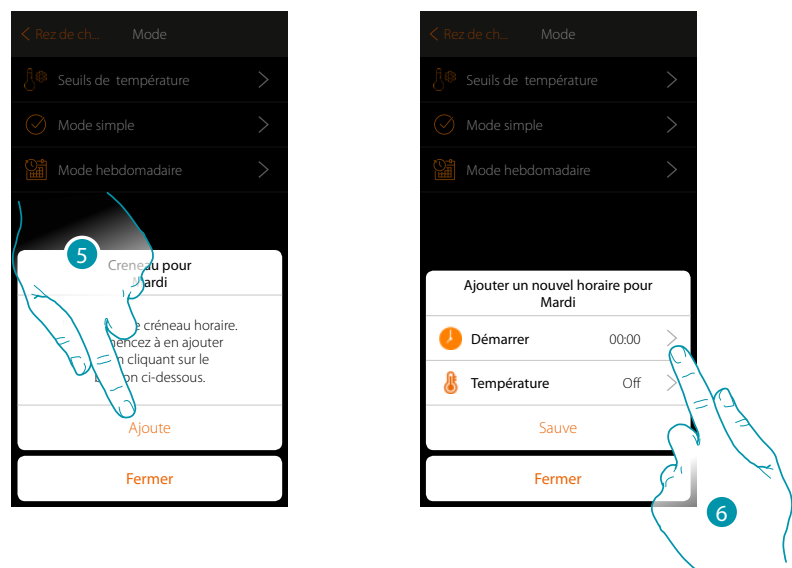 Rez de ch... Mode
Seuils de température
Mode simple
Mode hebdomadaire
5
Creneau pour
Mardi
créneau horaire.
à en ajouter
cliquant sur le
ci-dessous.
Ajoute
Fermer
Rez de ch... Mode
Seuils de température
Mode simple
Mode hebdomadaire
Ajouter un nouvel horaire pour
Mardi
Démarrer 00:00
Température Off
Sauve
Fermer
6